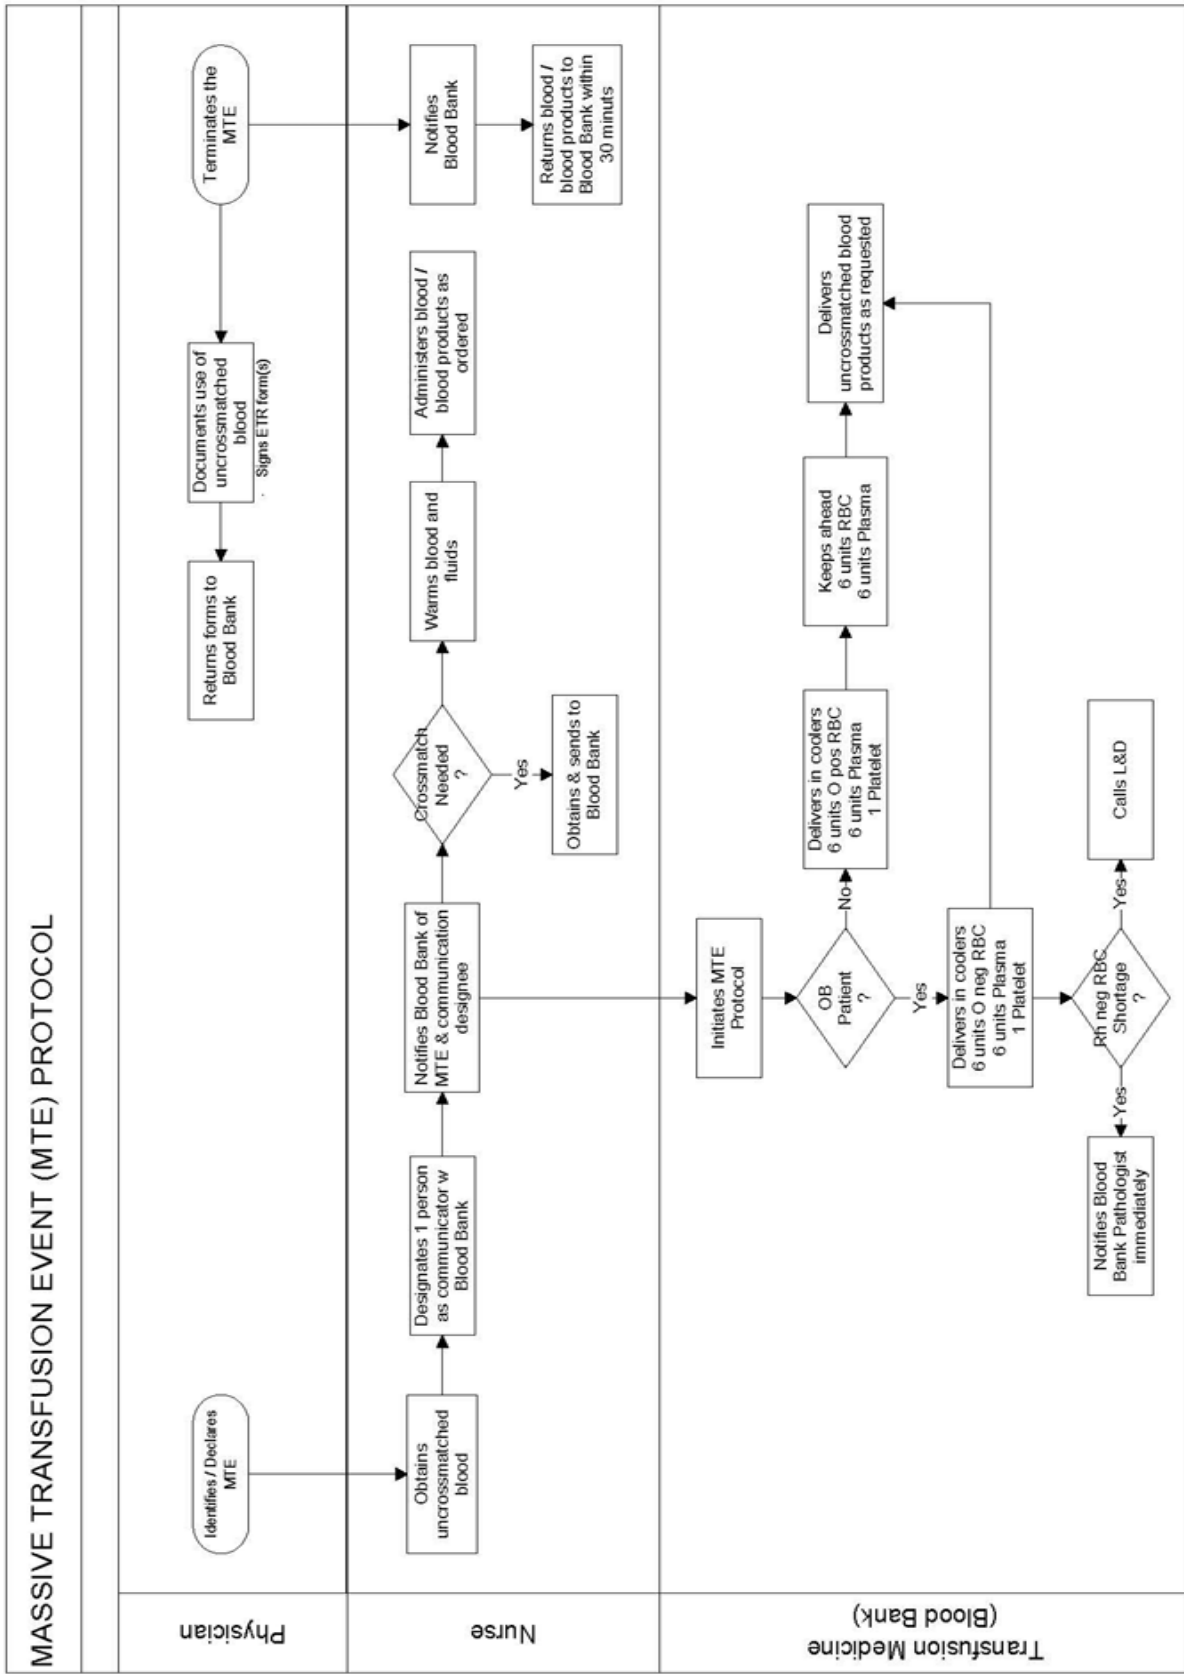 MASSIVE TRANSFUSION EVENT (MTE) PROTOCOL
Physician
Identifies / Declares
MTE
Returns forms to
Blood Bank
Documents use of
uncrossmatched
blood
. Signs ETR form(s)
Terminates the
MTE
Nurse
Obtains
uncrossmatched
blood
Designates 1 person
as communicator w
Blood Bank
Notifies Blood Bank of
MTE & communication
designee
Crossmatch
Needed
?
Yes
Obtains & sends to
Blood Bank
Warms blood and
fluids
Administers blood /
blood products as
ordered
Notifies
Blood Bank
Returns blood /
blood products to
Blood Bank within
30 minuts
Transfusion Medicine
(Blood Bank)
Initiates MTE
Protocol
OB
Patient
?
No
Delivers in coolers
6 units O pos RBC
6 units Plasma
1 Platelet
Keeps ahead
6 units RBC
6 units Plasma
Delivers
uncrossmatched blood
products as requested
Yes
Delivers in coolers
6 units O neg RBC
6 units Plasma
1 Platelet
Rh neg RBC
Shortage
?
Yes
Notifies Blood
Bank Pathologist
immediately
Yes
Calls L&D